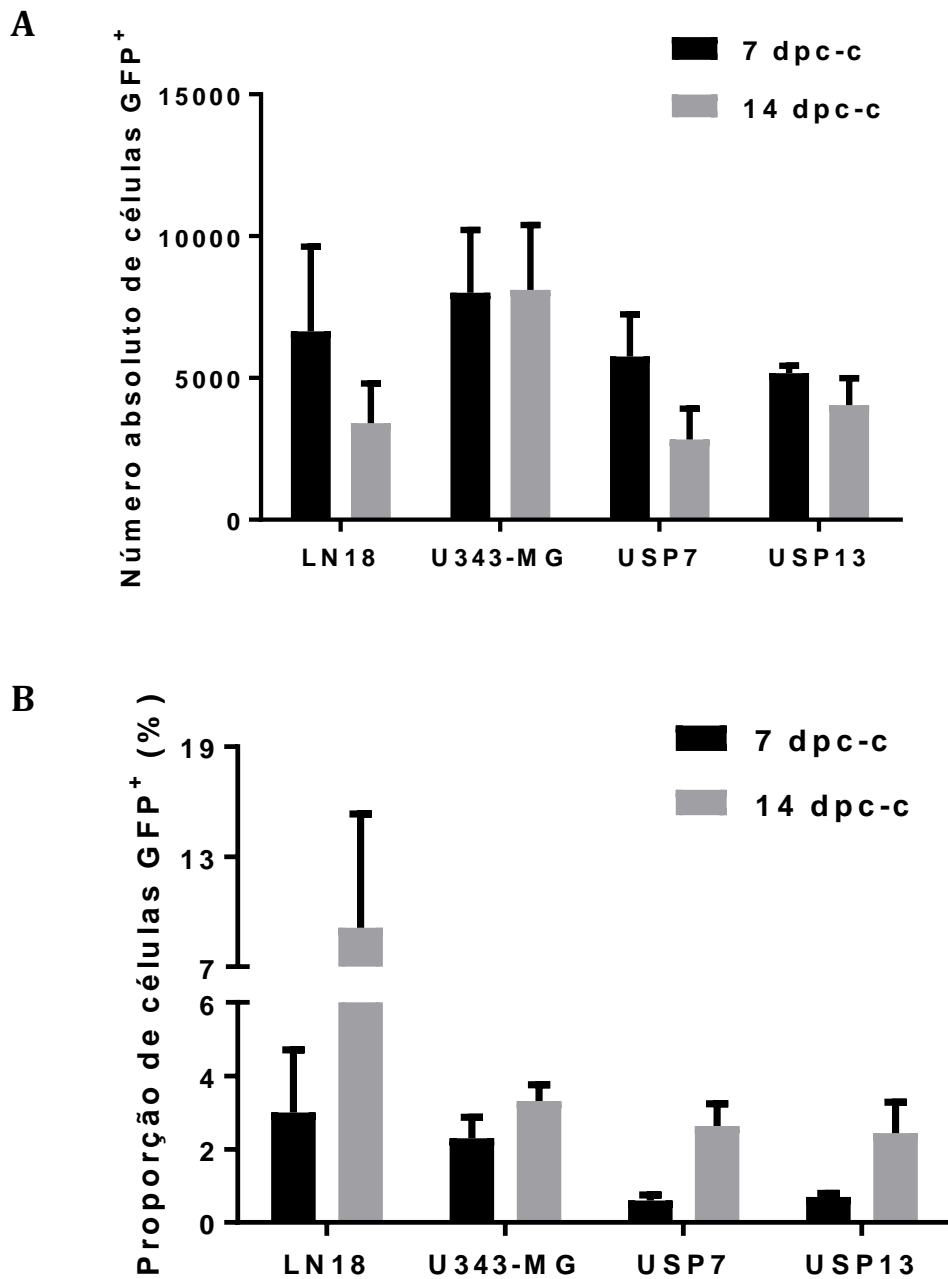 A
Número absoluto de células GFP⁺
7 dpc-c
14 dpc-c
15000
10000
5000
0
LN18 U343-MG USP7 USP13
B
Proporção de células GFP⁺ (%)
7 dpc-c
14 dpc-c
19
13
7
6
4
2
0
LN18 U343-MG USP7 USP13